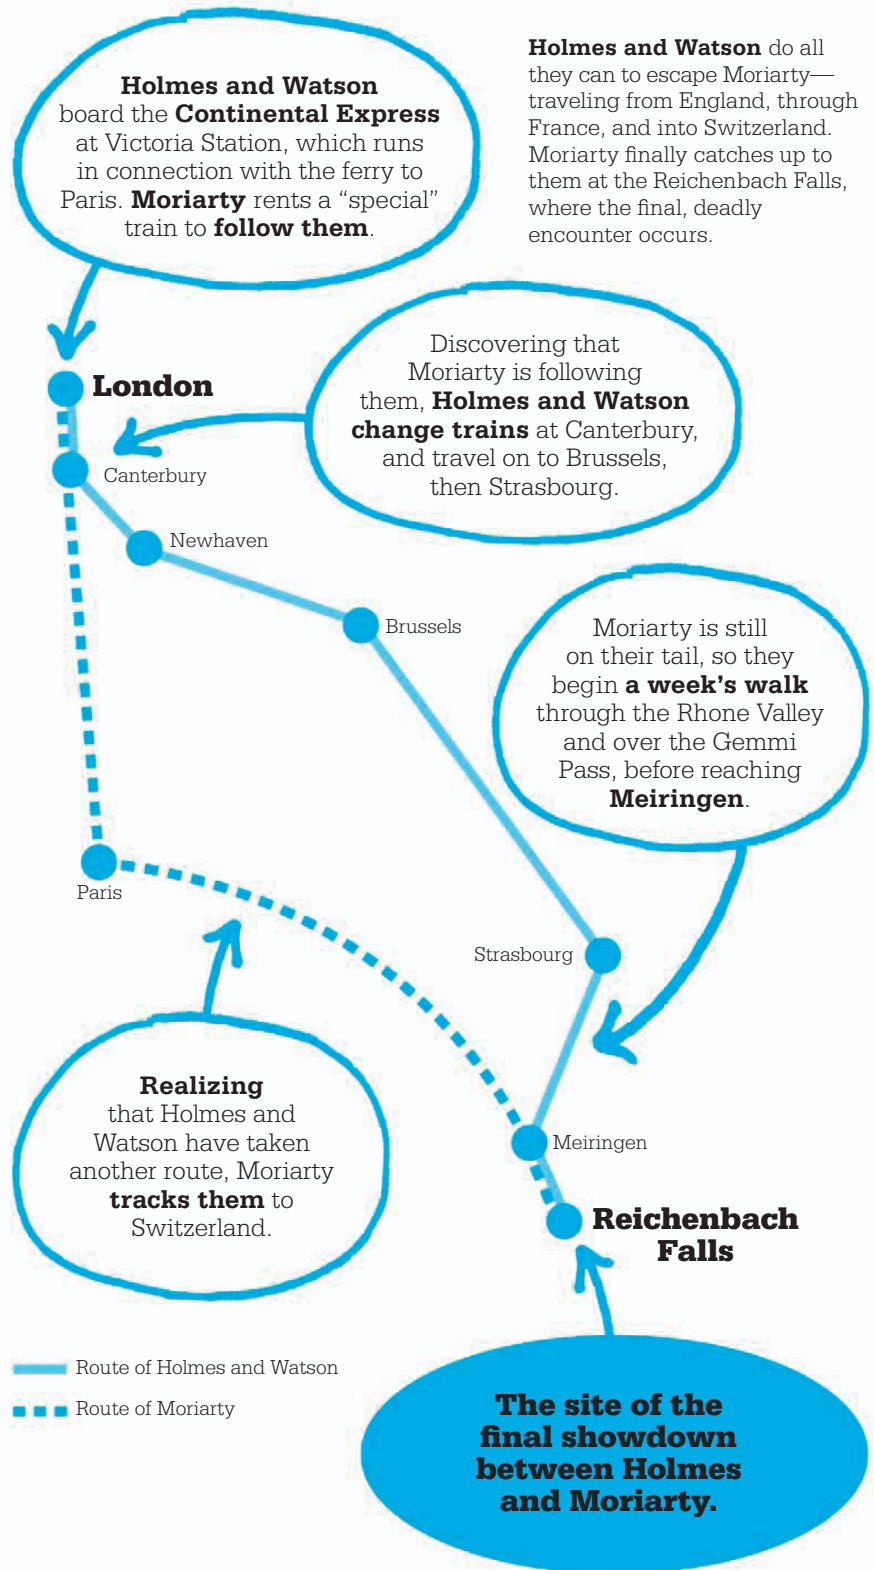 Holmes and Watson
board the Continental Express
at Victoria Station, which runs
in connection with the ferry to
Paris. Moriarty rents a “special”
train to follow them.
Holmes and Watson do all
they can to escape Moriarty—
traveling from England, through
France, and into Switzerland.
Moriarty finally catches up to
them at the Reichenbach Falls,
where the final, deadly
encounter occurs.
Discovering that
Moriarty is following
them, Holmes and Watson
change trains at Canterbury,
and travel on to Brussels,
then Strasbourg.
London
Canterbury
Newhaven
Brussels
Moriarty is still
on their tail, so they
begin a week’s walk
through the Rhone Valley
and over the Gemmi
Pass, before reaching
Meiringen.
Paris
Strasbourg
Realizing
that Holmes and
Watson have taken
another route, Moriarty
tracks them to
Switzerland.
Meiringen
Reichenbach
Falls
Route of Holmes and Watson
Route of Moriarty
The site of the
final showdown
between Holmes
and Moriarty.